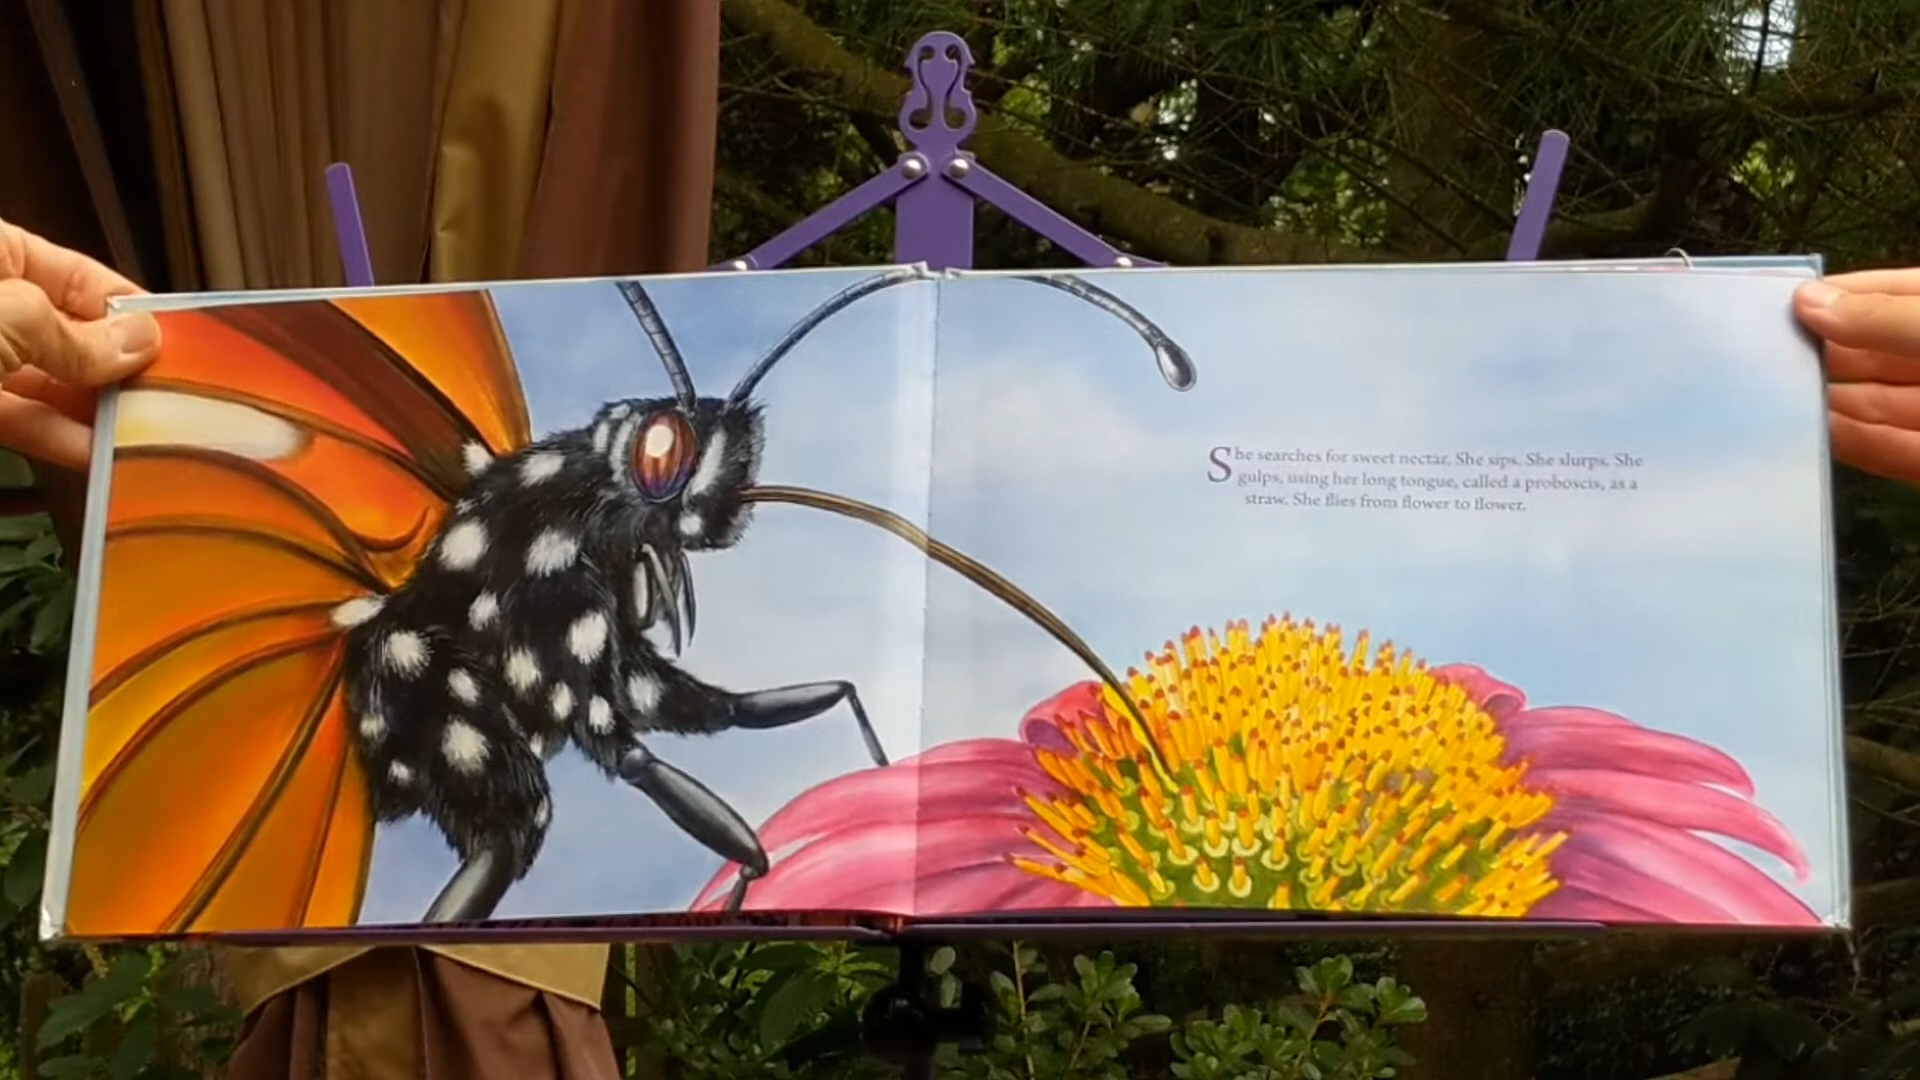 She searches for sweet nectar. She sips. She slurps. She
gulps, using her long tongue, called a proboscis, as a
straw. She flies from flower to flower.